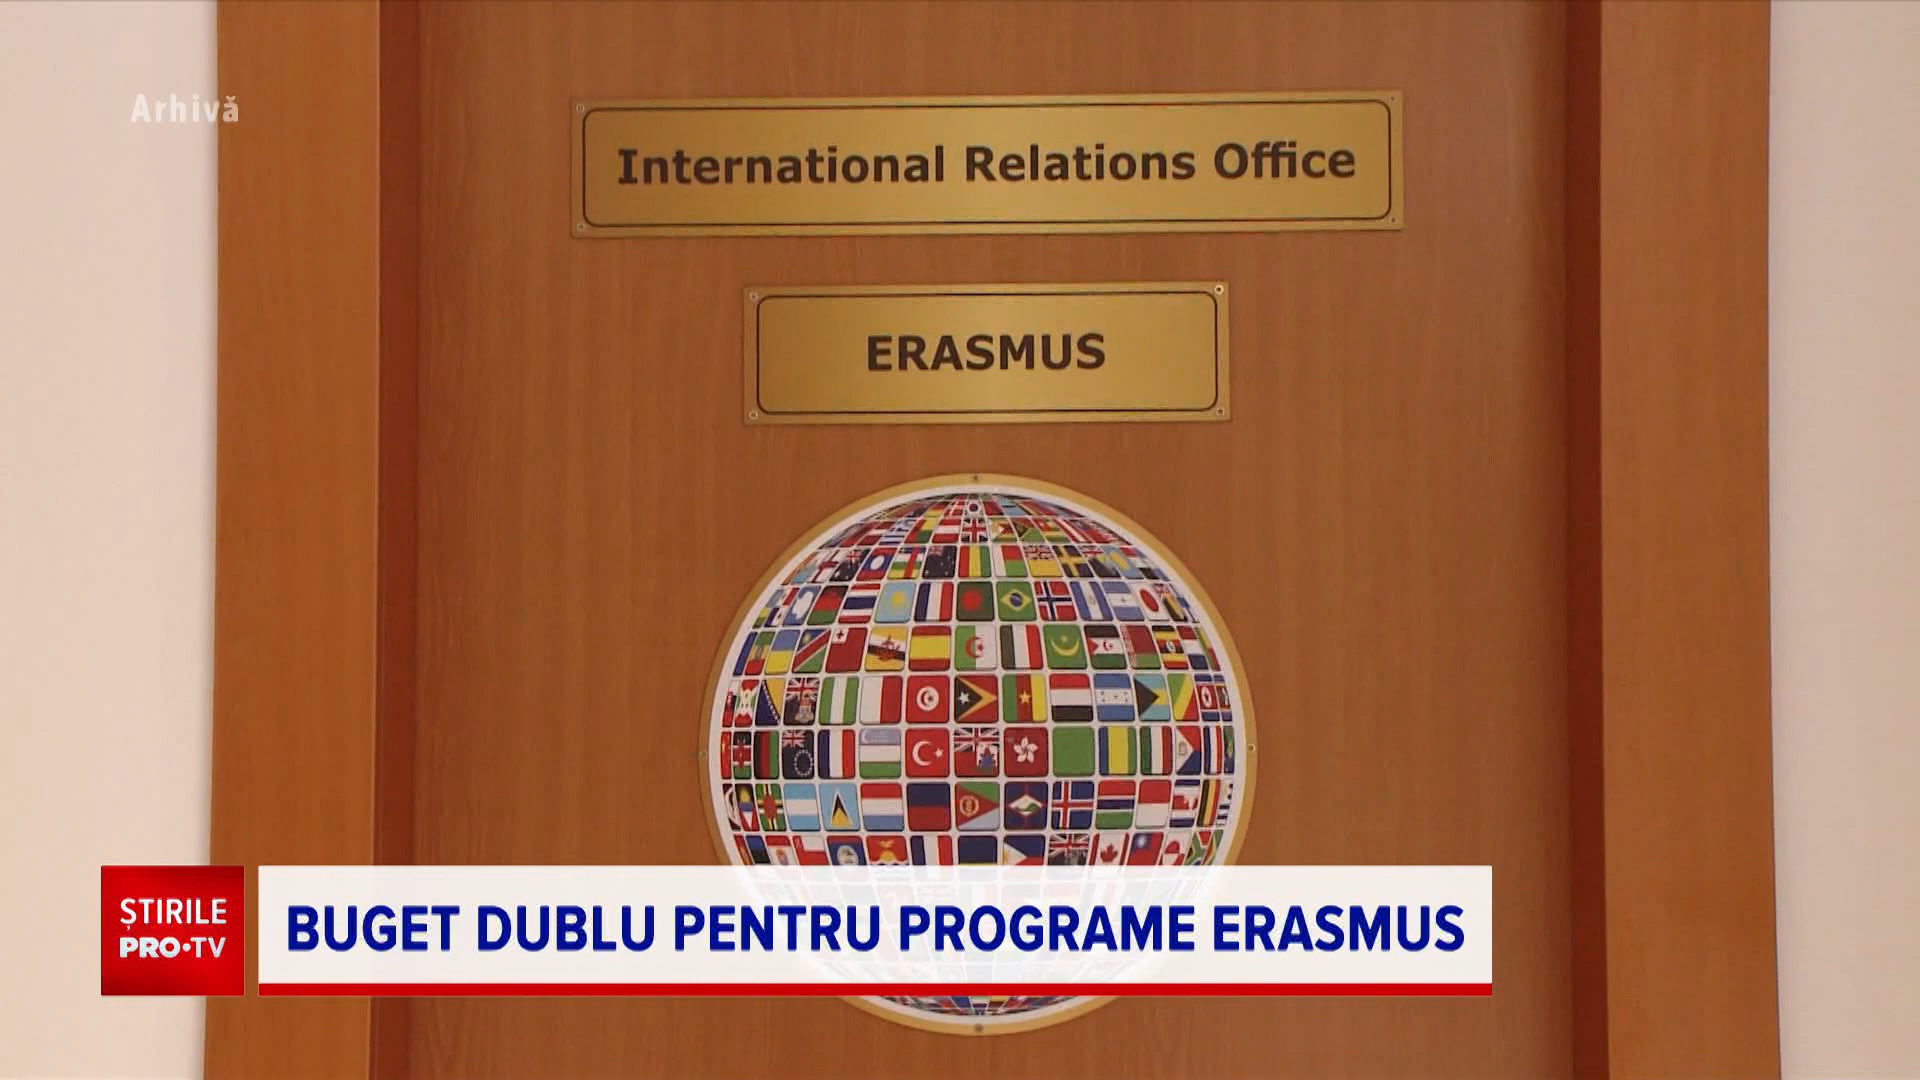 Arhivă
International Relations Office
ERASMUS
ȘTIRILE
PRO•TV
BUGET DUBLU PENTRU PROGRAME ERASMUS